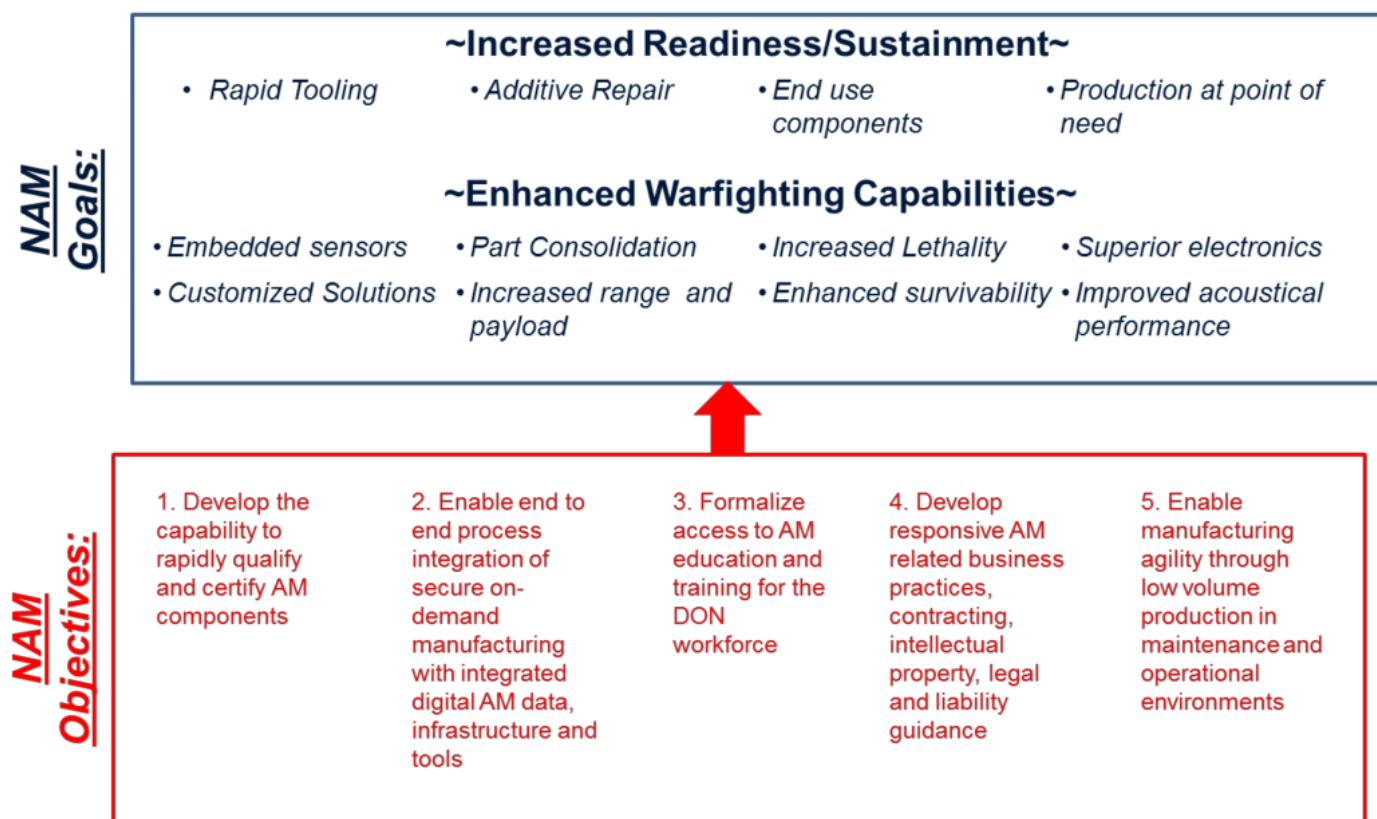 NAM
Goals:
~Increased Readiness/Sustainment~
• Rapid Tooling
• Additive Repair
• End use
components
• Production at point of
need
~Enhanced Warfighting Capabilities~
• Embedded sensors
• Part Consolidation
• Increased Lethality
• Superior electronics
• Customized Solutions
• Increased range and
payload
• Enhanced survivability
• Improved acoustical
performance
NAM
Objectives:
1. Develop the
capability to
rapidly qualify
and certify AM
components
2. Enable end to
end process
integration of
secure on-
demand
manufacturing
with integrated
digital AM data,
infrastructure and
tools
3. Formalize
access to AM
education and
training for the
DON
workforce
4. Develop
responsive AM
related business
practices,
contracting,
intellectual
property, legal
and liability
guidance
5. Enable
manufacturing
agility through
low volume
production in
maintenance and
operational
environments